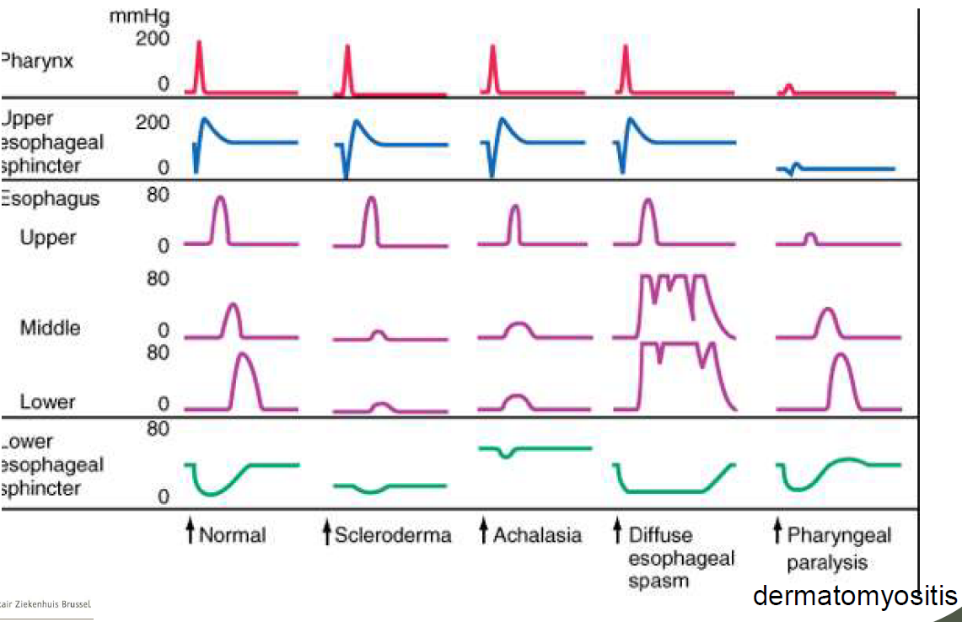 mmHg
200
Pharynx
0
Upper
200
esophageal
sphincter
0
Esophagus
80
Upper
0
80
Middle
0
80
Lower
0
80
Lower
esophageal
sphincter
0
Normal Scleroderma Achalasia Diffuse Pharyngeal
esophageal paralysis
spasm
dermatomyositis
tair Ziekenhuis Brussel